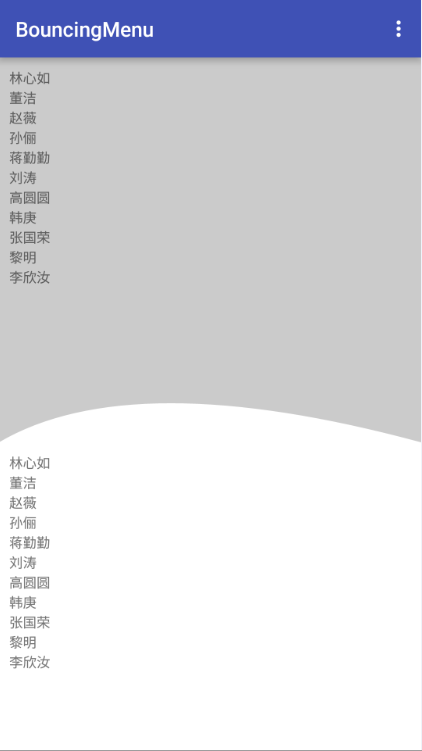 BouncingMenu
林心如
董洁
赵薇
孙俪
蒋勤勤
刘涛
高圆圆
韩庚
张国荣
黎明
李欣汝
林心如
董洁
赵薇
孙俪
蒋勤勤
刘涛
高圆圆
韩庚
张国荣
黎明
李欣汝